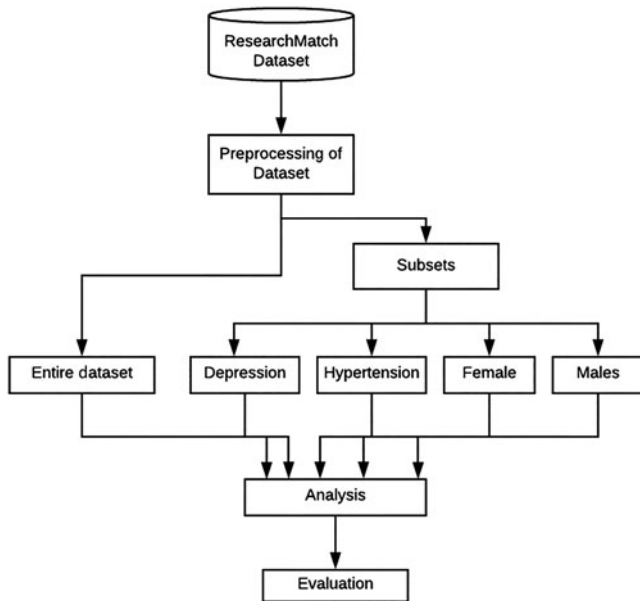 ResearchMatch
Dataset
Preprocessing of
Dataset
Subsets
Entire dataset
Depression
Hypertension
Female
Males
Analysis
Evaluation